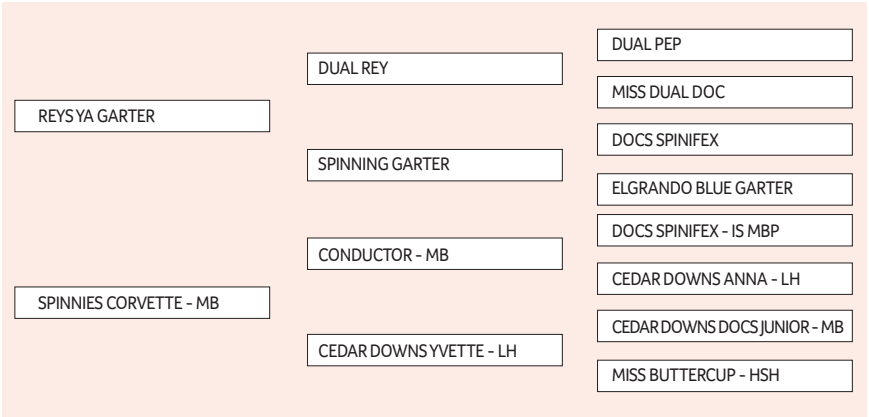 REYS YA GARTER
SPINNIES CORVETTE - MB
DUAL REY
SPINNING GARTER
CONDUCTOR - MB
CEDAR DOWNS YVETTE - LH
DUAL PEP
MISS DUAL DOC
DOCS SPINIFEX
ELGRANDO BLUE GARTER
DOCS SPINIFEX - IS MBP
CEDAR DOWNS ANNA - LH
CEDAR DOWNS DOCS JUNIOR - MB
MISS BUTTERCUP - HSH